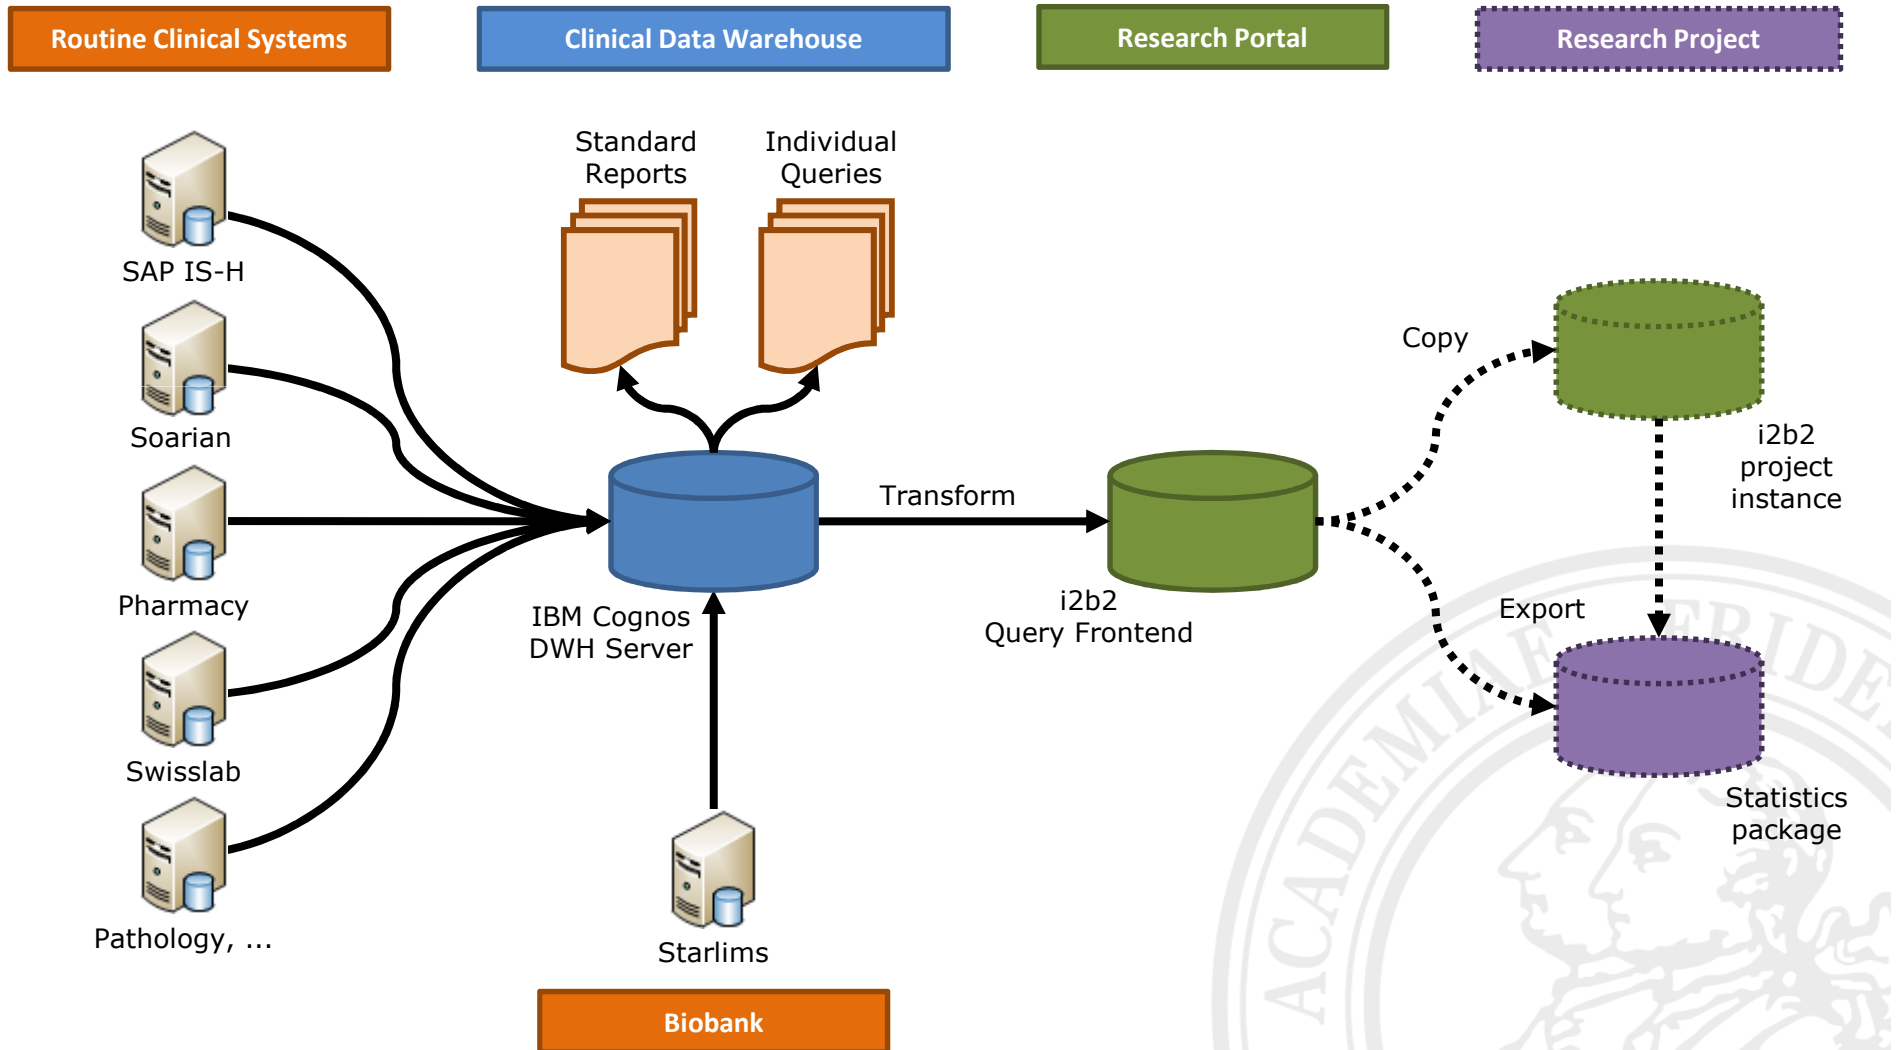 Routine Clinical Systems
Clinical Data Warehouse
Research Portal
Research Project
Standard
Reports
Individual
Queries
SAP IS-H
Soarian
Pharmacy
Swisslab
Pathology, ...
IBM Cognos
DWH Server
Starlims
Biobank
Transform
i2b2
Query Frontend
Copy
Export
i2b2
project
instance
Statistics
package
ACADEMIAE